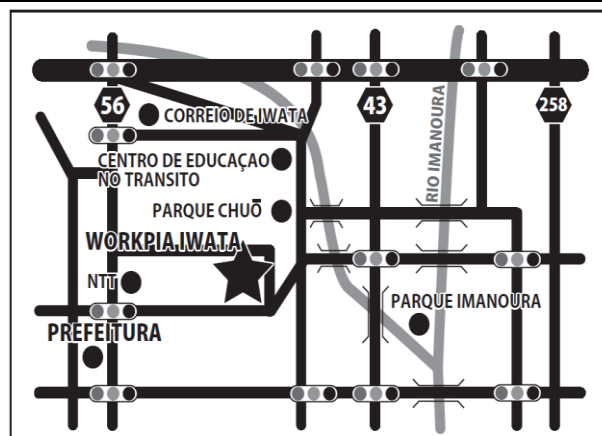 56
43
258
CORREIO DE IWATA
CENTRO DE EDUCAÇAO
NO TRANSITO
RIO IMANOURA
PARQUE CHUŌ
WORKPIA IWATA
NTT
PARQUE IMANOURA
PREFEITURA